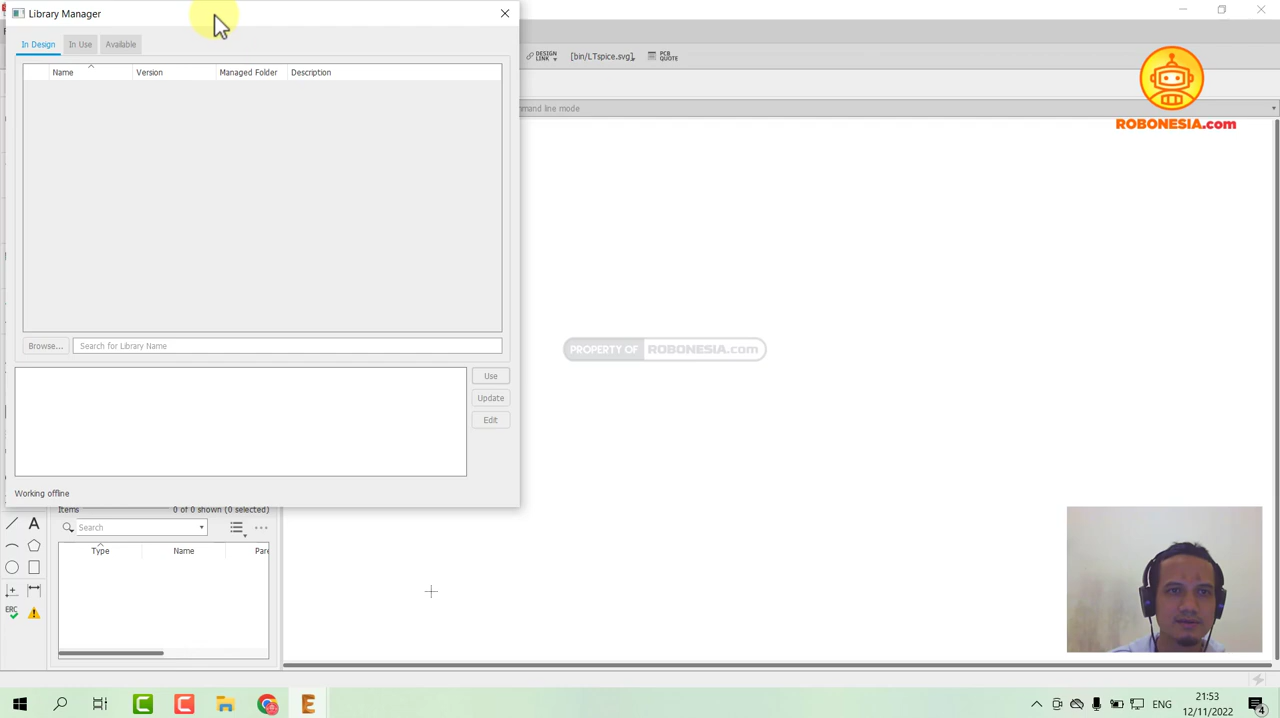 Library Manager
In Design In Use Available
Name Version Managed Folder Description
DESIGN LINK [bin/LTspice.svg] PCB QUOTE
mand line mode
ROBONESIA.com
PROPERTY OF ROBONESIA.com
Browse... Search for Library Name
Use
Update
Edit
Working offline
Items 0 of 0 shown (0 selected)
Search
Type Name Pare
A
ERC
E
ENG
21:53
12/11/2022
4